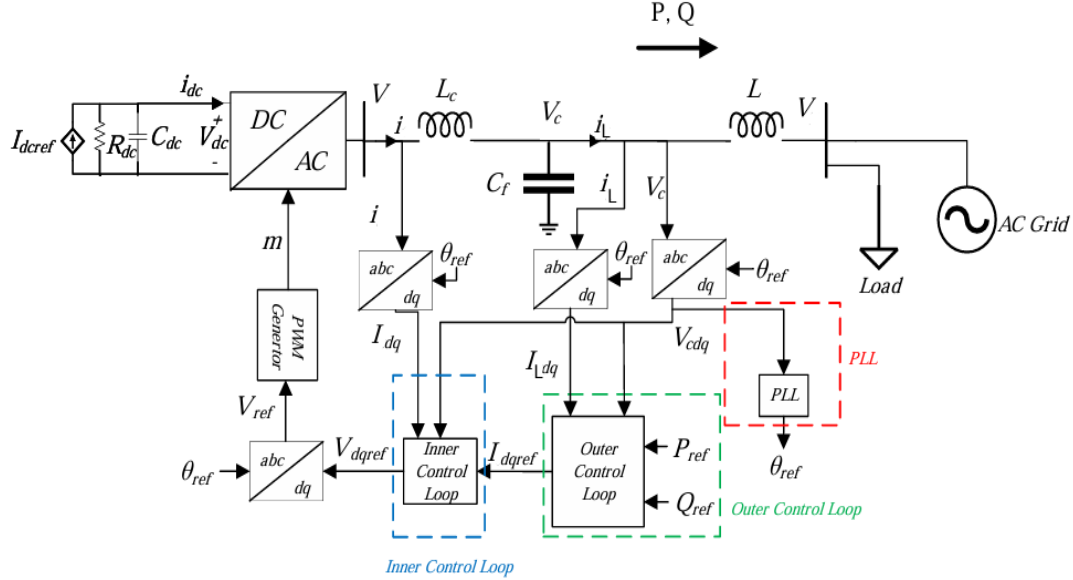 P, Q
i_dc
V
L_c
V_c
i_L
L
V
I_dcref
R_dc
C_dc
+
V_dc
-
DC
AC
i
C_f
i_L
V_c
AC Grid
m
i
abc
dq
θ_ref
abc
dq
θ_ref
abc
dq
θ_ref
Load
PWM
Genertor
I_dq
I_Ldq
V_cdq
PLL
PLL
V_ref
θ_ref
abc
dq
V_dqref
Inner
Control
Loop
I_dqref
Outer
Control
Loop
P_ref
Q_ref
θ_ref
Outer Control Loop
Inner Control Loop